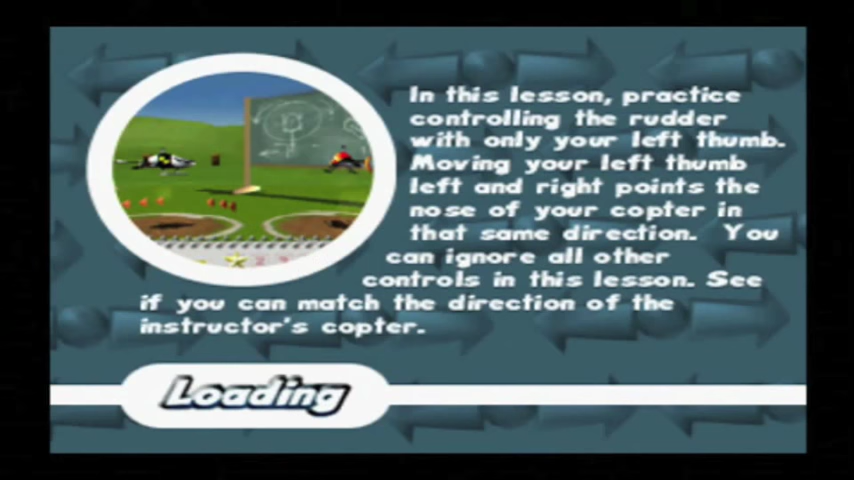 In this lesson, practice
controlling the rudder
with only your left thumb.
Moving your left thumb
left and right points the
nose of your copter in
that same direction. You
can ignore all other
controls in this lesson. See
if you can match the direction of the
instructor's copter.
Loading